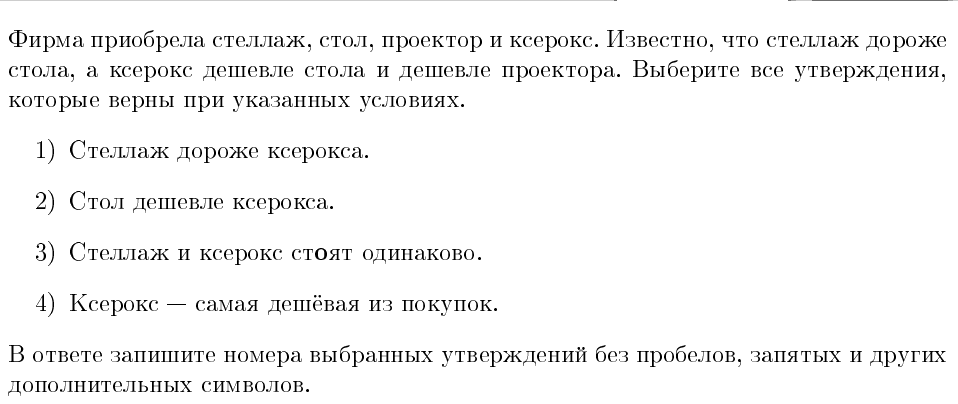 Фирма приобрела стеллаж, стол, проектор и ксерокс. Известно, что стеллаж дороже
стола, а ксерокс дешевле стола и дешевле проектора. Выберите все утверждения,
которые верны при указанных условиях.
1) Стеллаж дороже ксерокса.
2) Стол дешевле ксерокса.
3) Стеллаж и ксерокс стоят одинаково.
4) Ксерокс — самая дешёвая из покупок.
В ответе запишите номера выбранных утверждений без пробелов, запятых и других
дополнительных символов.